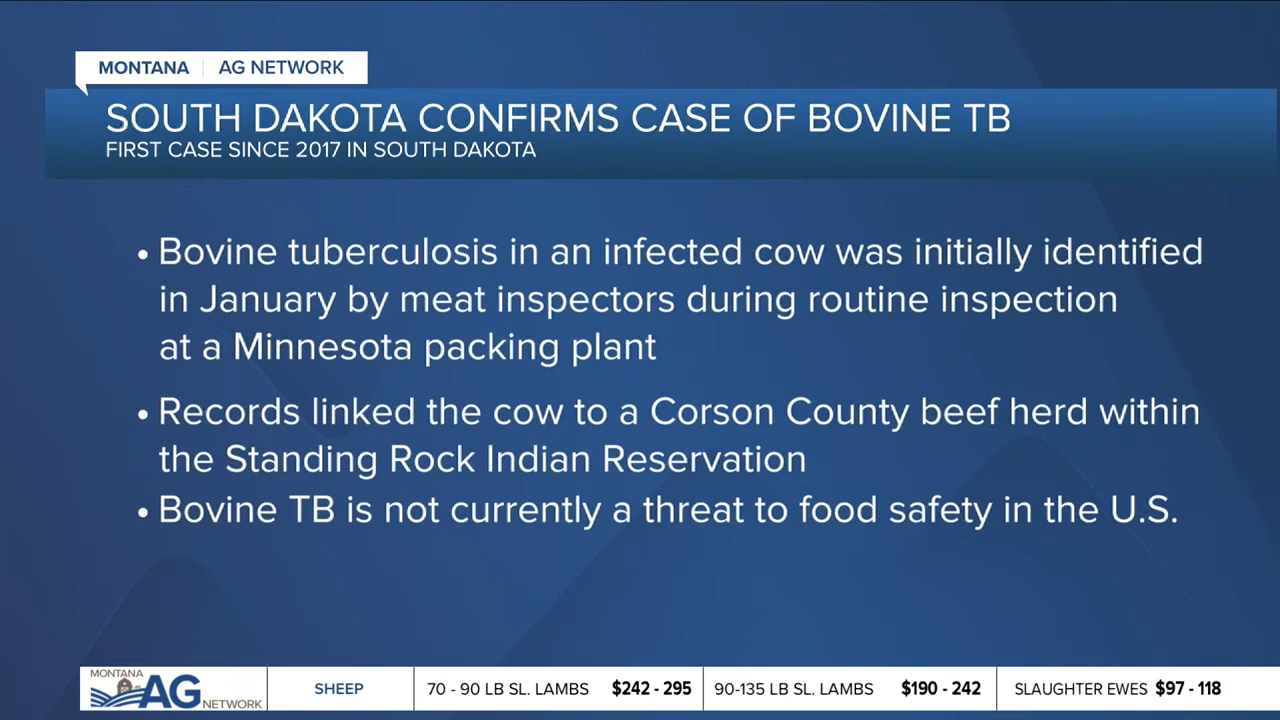 MONTANA | AG NETWORK
SOUTH DAKOTA CONFIRMS CASE OF BOVINE TB
FIRST CASE SINCE 2017 IN SOUTH DAKOTA
• Bovine tuberculosis in an infected cow was initially identified
in January by meat inspectors during routine inspection
at a Minnesota packing plant
• Records linked the cow to a Corson County beef herd within
the Standing Rock Indian Reservation
• Bovine TB is not currently a threat to food safety in the U.S.
MONTANA
AG NETWORK
SHEEP
70 - 90 LB SL. LAMBS $242 - 295
90-135 LB SL. LAMBS $190 - 242
SLAUGHTER EWES $97 - 118